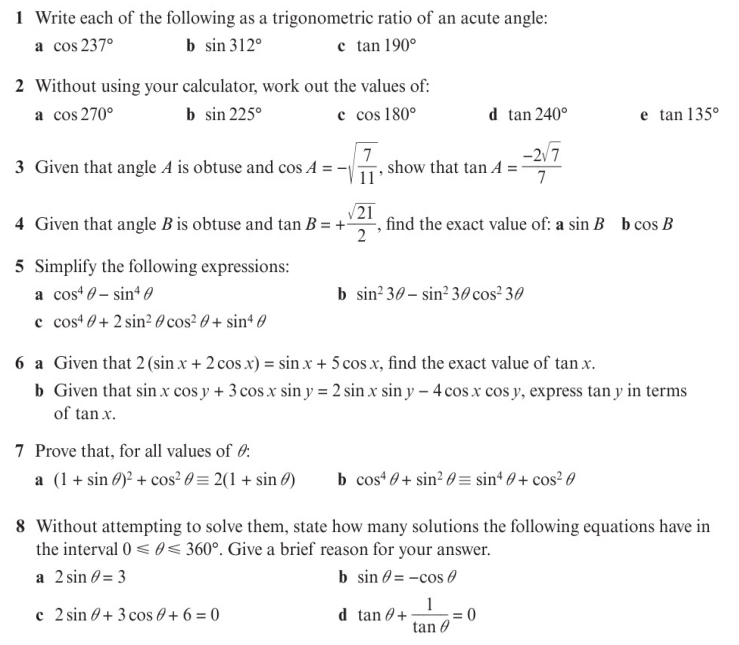 1 Write each of the following as a trigonometric ratio of an acute angle:
a cos 237° b sin 312° c tan 190°
2 Without using your calculator, work out the values of:
a cos 270° b sin 225° c cos 180° d tan 240° e tan 135°
3 Given that angle A is obtuse and cos A = −√(7/11), show that tan A = −2√7/7
4 Given that angle B is obtuse and tan B = +√21/2, find the exact value of: a sin B b cos B
5 Simplify the following expressions:
a cos⁴ θ − sin⁴ θ b sin² 3θ − sin² 3θ cos² 3θ
c cos⁴ θ + 2 sin² θ cos² θ + sin⁴ θ
6 a Given that 2 (sin x + 2 cos x) = sin x + 5 cos x, find the exact value of tan x.
b Given that sin x cos y + 3 cos x sin y = 2 sin x sin y − 4 cos x cos y, express tan y in terms
of tan x.
7 Prove that, for all values of θ:
a (1 + sin θ)² + cos² θ ≡ 2(1 + sin θ) b cos⁴ θ + sin² θ ≡ sin⁴ θ + cos² θ
8 Without attempting to solve them, state how many solutions the following equations have in
the interval 0 ⩽ θ ⩽ 360°. Give a brief reason for your answer.
a 2 sin θ = 3 b sin θ = −cos θ
c 2 sin θ + 3 cos θ + 6 = 0 d tan θ + 1/tan θ = 0